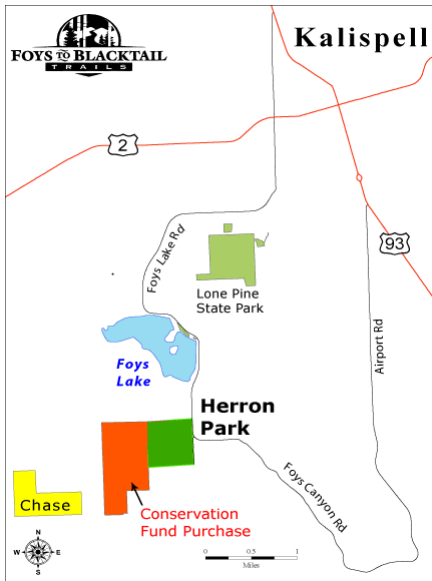 FOYS TO BLACKTAIL
TRAILS
Kalispell
2
93
Foys Lake Rd
Lone Pine
State Park
Airport Rd
Foys
Lake
Herron
Park
Foys Canyon Rd
Chase
Conservation
Fund Purchase
N
W
E
S
0 0.5 1
Miles